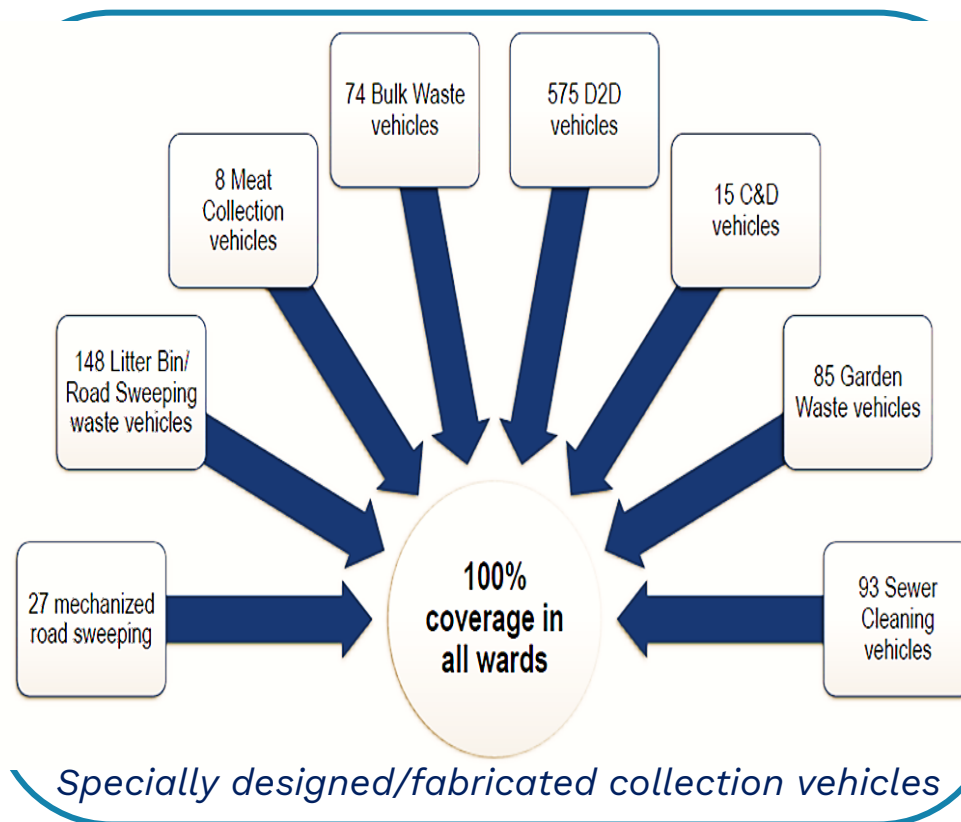 74 Bulk Waste
vehicles
575 D2D
vehicles
8 Meat
Collection
vehicles
15 C&D
vehicles
148 Litter Bin/
Road Sweeping
waste vehicles
85 Garden
Waste vehicles
27 mechanized
road sweeping
100%
coverage in
all wards
93 Sewer
Cleaning
vehicles
Specially designed/fabricated collection vehicles